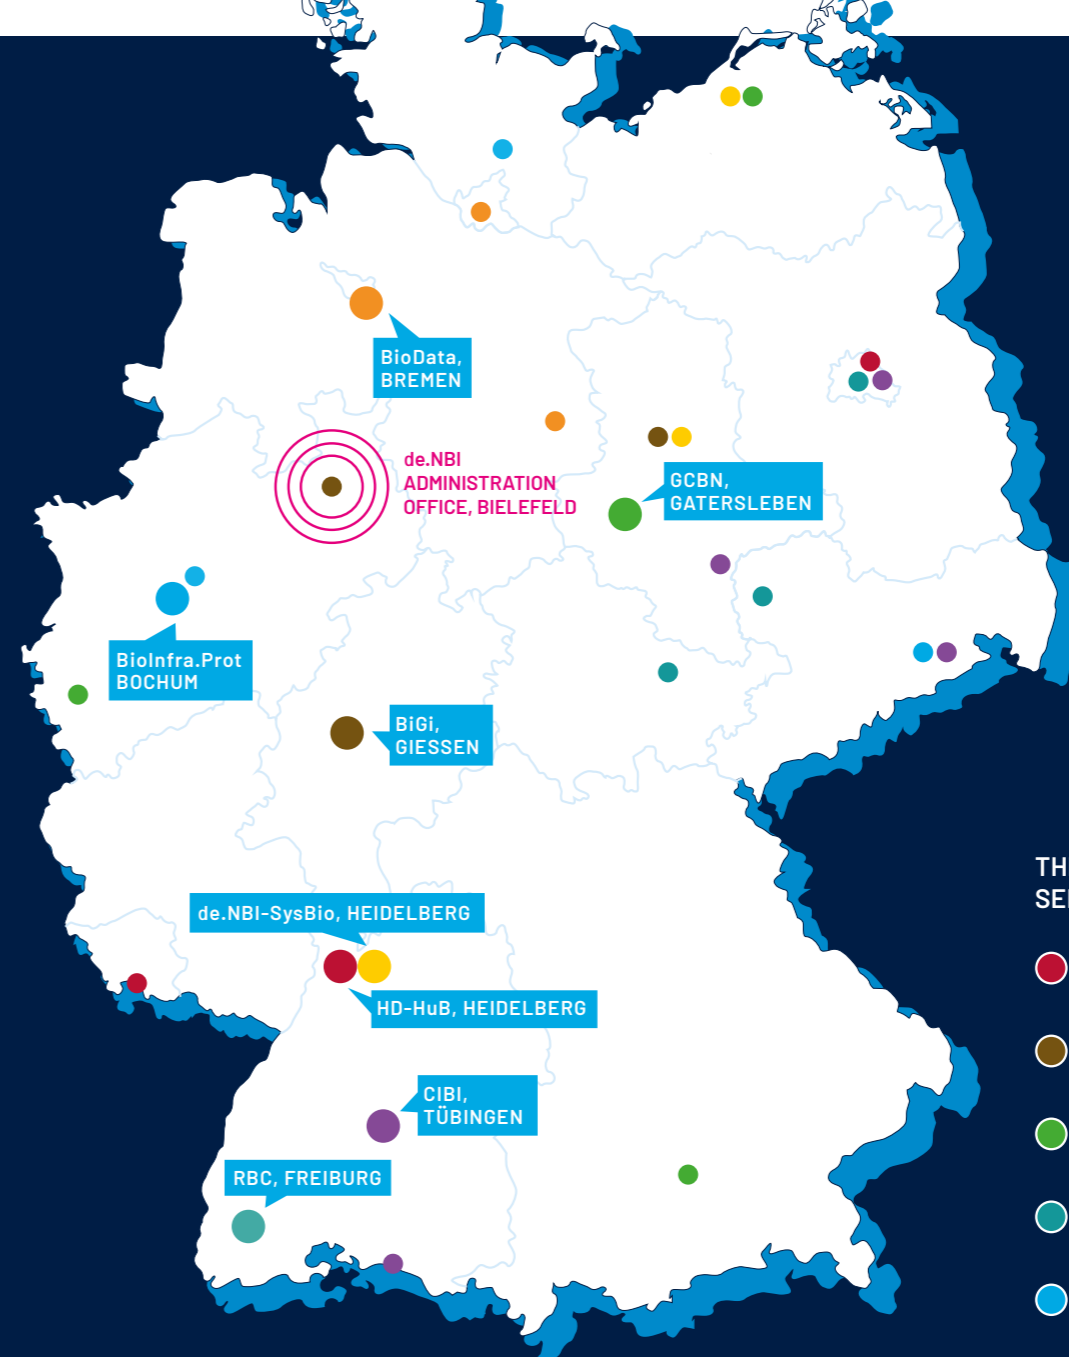 BioData,
BREMEN
de.NBI
ADMINISTRATION
OFFICE, BIELEFELD
GCBN,
GATERSLEBEN
BioInfra.Prot
BOCHUM
BiGi,
GIESSEN
de.NBI-SysBio, HEIDELBERG
HD-HuB, HEIDELBERG
CIBI,
TÜBINGEN
RBC, FREIBURG